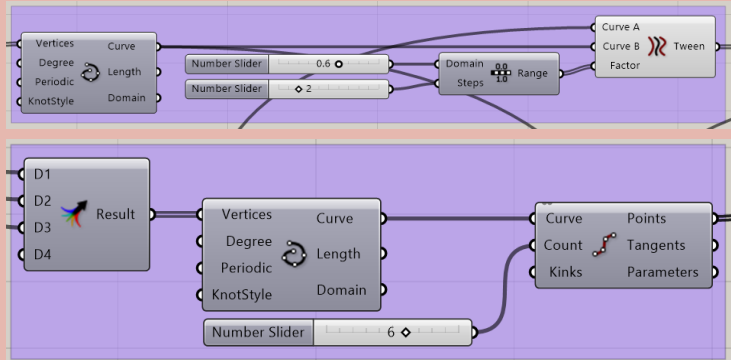 Vertices
Degree
Periodic
KnotStyle
Curve
Length
Domain
Number Slider 0.6
Number Slider 2
Domain
Steps
0.0
1.0
Range
Curve A
Curve B
Factor
Tween
D1
D2
D3
D4
Result
Vertices
Degree
Periodic
KnotStyle
Curve
Length
Domain
Number Slider 6
Curve
Count
Kinks
Points
Tangents
Parameters